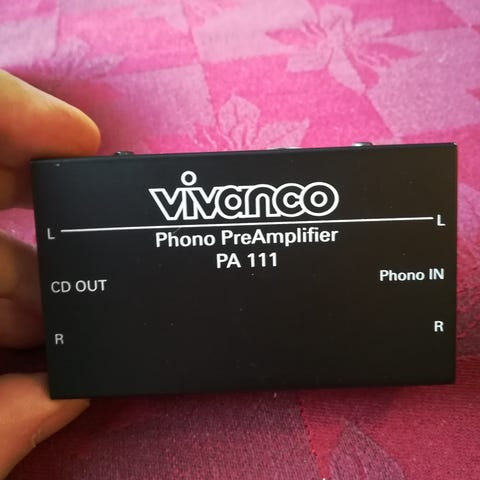 vivanco
L L
Phono PreAmplifier
PA 111
CD OUT Phono IN
R R